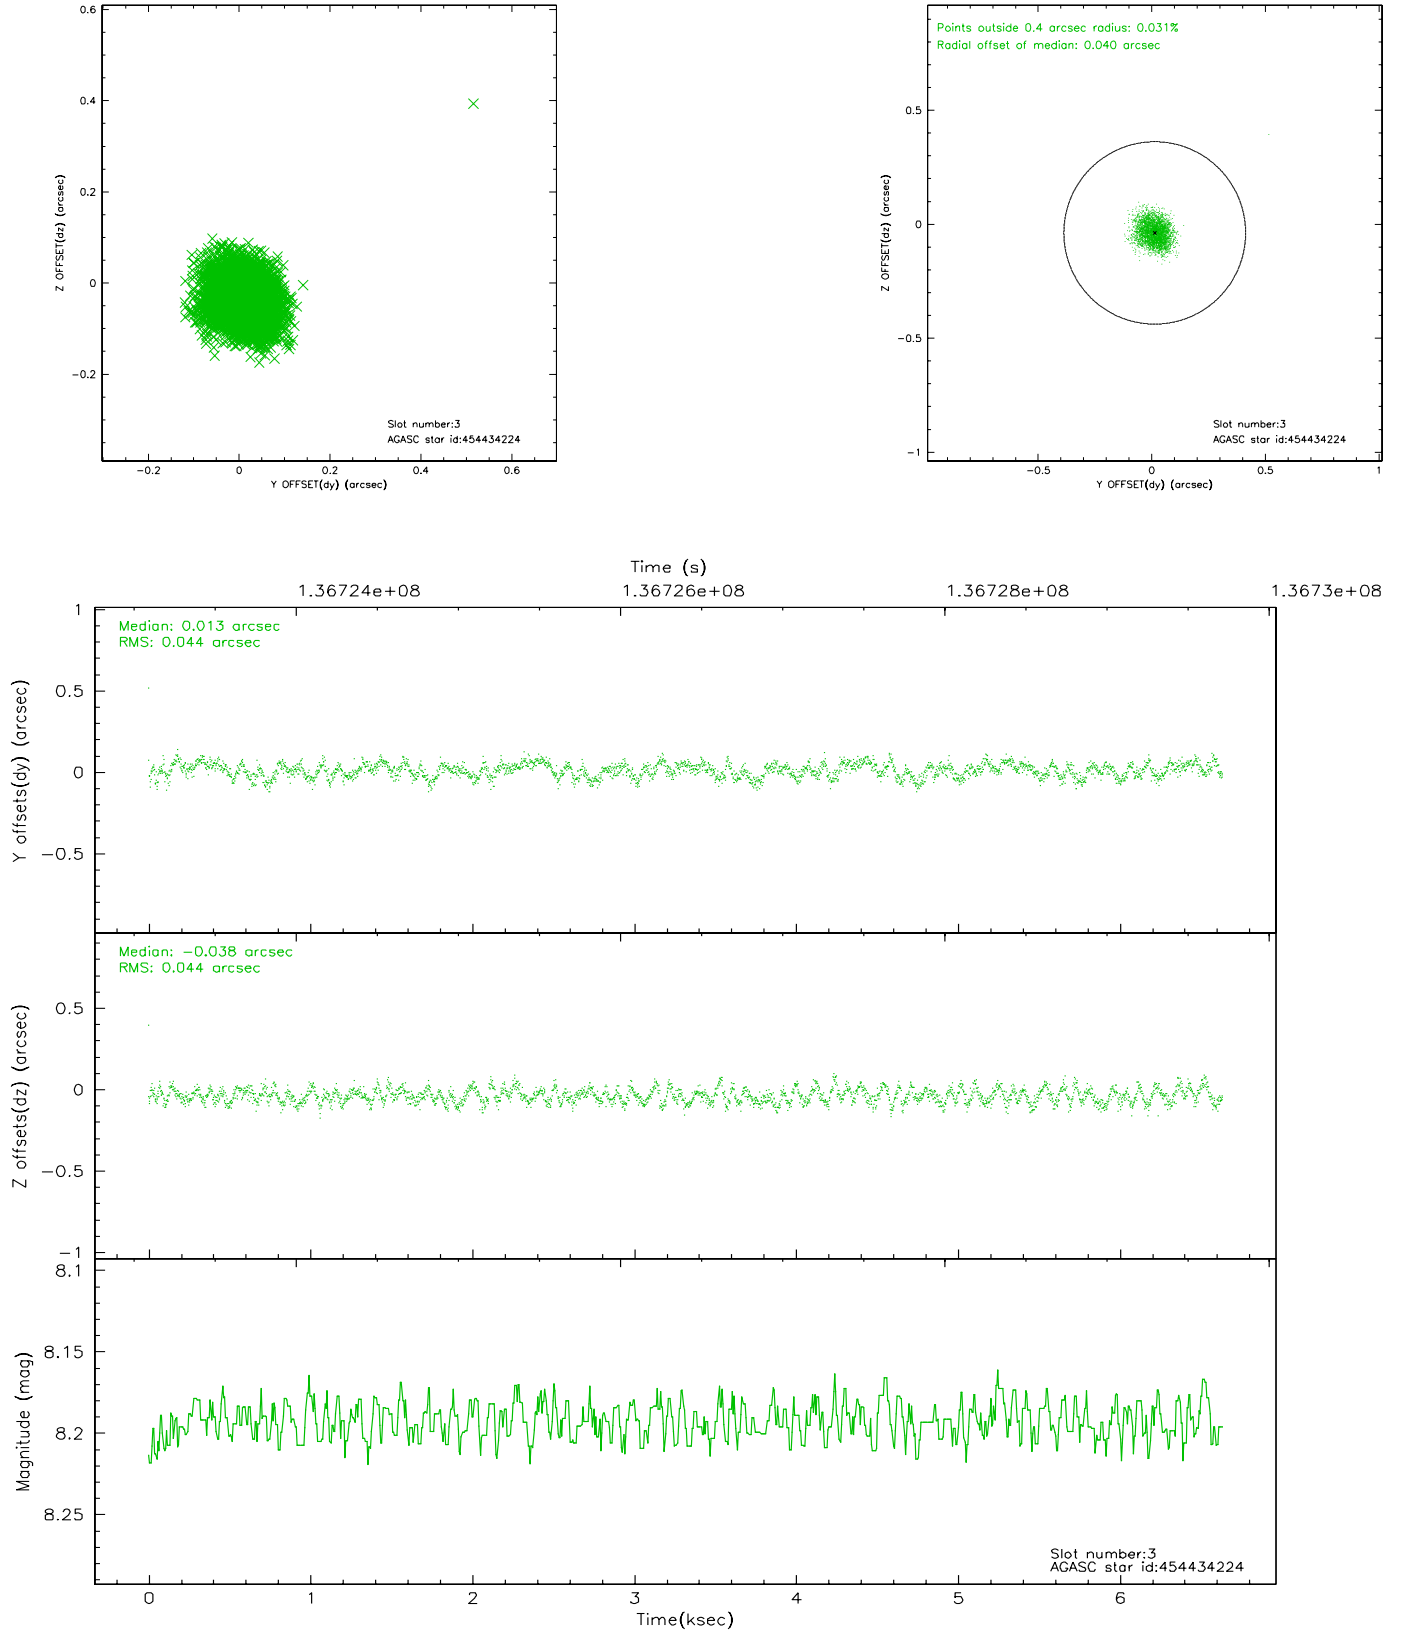 0.6
0.4
0.2
0
−0.2
Z OFFSET(dz) (arcsec)
Slot number:3
AGASC star id:454434224
−0.2 0 0.2 0.4 0.6
Y OFFSET(dy) (arcsec)
Points outside 0.4 arcsec radius: 0.031%
Radial offset of median: 0.040 arcsec
0.5
0
−0.5
−1
Z OFFSET(dz) (arcsec)
Slot number:3
AGASC star id:454434224
−0.5 0 0.5 1
Y OFFSET(dy) (arcsec)
Time (s)
1.36724e+08 1.36726e+08 1.36728e+08 1.3673e+08
Median: 0.013 arcsec
RMS: 0.044 arcsec
1
0.5
0
−0.5
Y offsets(dy) (arcsec)
Median: −0.038 arcsec
RMS: 0.044 arcsec
0.5
0
−0.5
−1
Z offsets(dz) (arcsec)
8.1
8.15
8.2
8.25
Magnitude (mag)
Slot number:3
AGASC star id:454434224
0 1 2 3 4 5 6
Time(ksec)